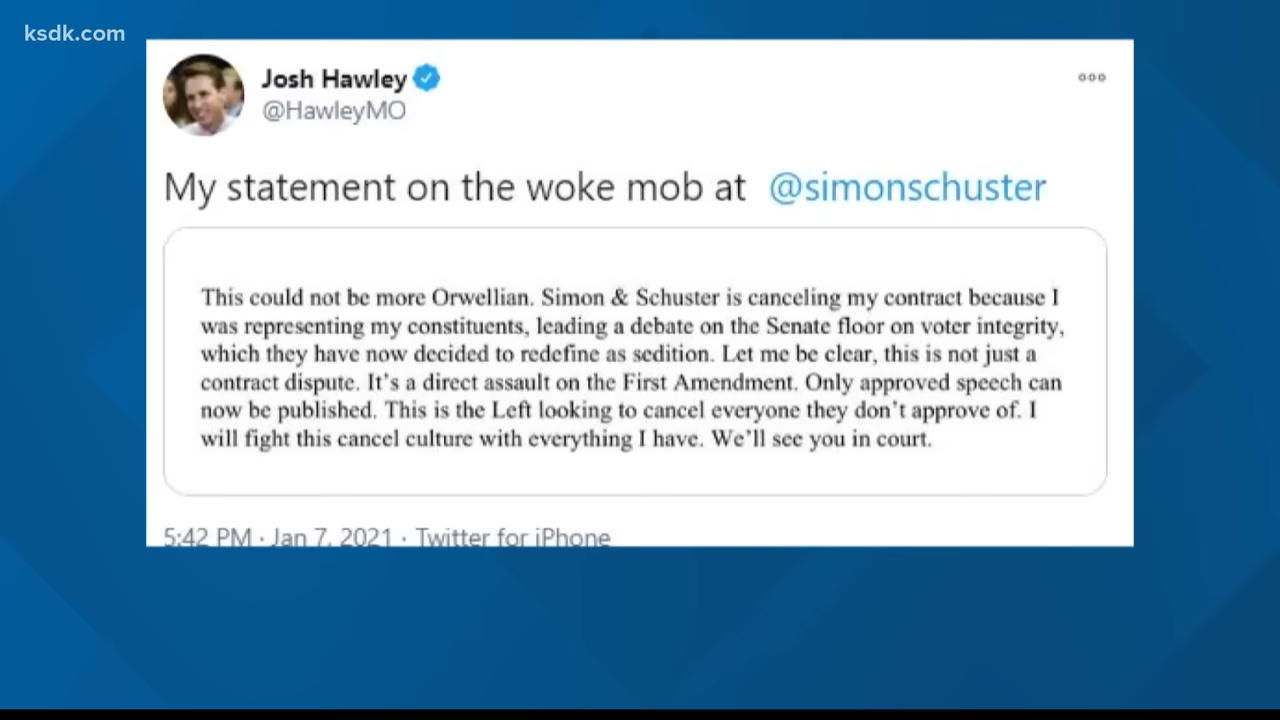 ksdk.com
Josh Hawley
@HawleyMO
My statement on the woke mob at @simonschuster
This could not be more Orwellian. Simon & Schuster is canceling my contract because I
was representing my constituents, leading a debate on the Senate floor on voter integrity,
which they have now decided to redefine as sedition. Let me be clear, this is not just a
contract dispute. It’s a direct assault on the First Amendment. Only approved speech can
now be published. This is the Left looking to cancel everyone they don’t approve of. I
will fight this cancel culture with everything I have. We’ll see you in court.
5:42 PM · Jan 7, 2021 · Twitter for iPhone